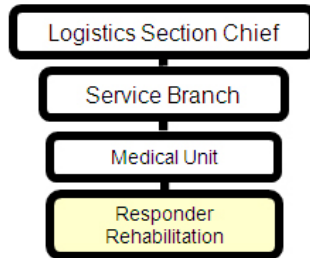 Logistics Section Chief
Service Branch
Medical Unit
Responder
Rehabilitation